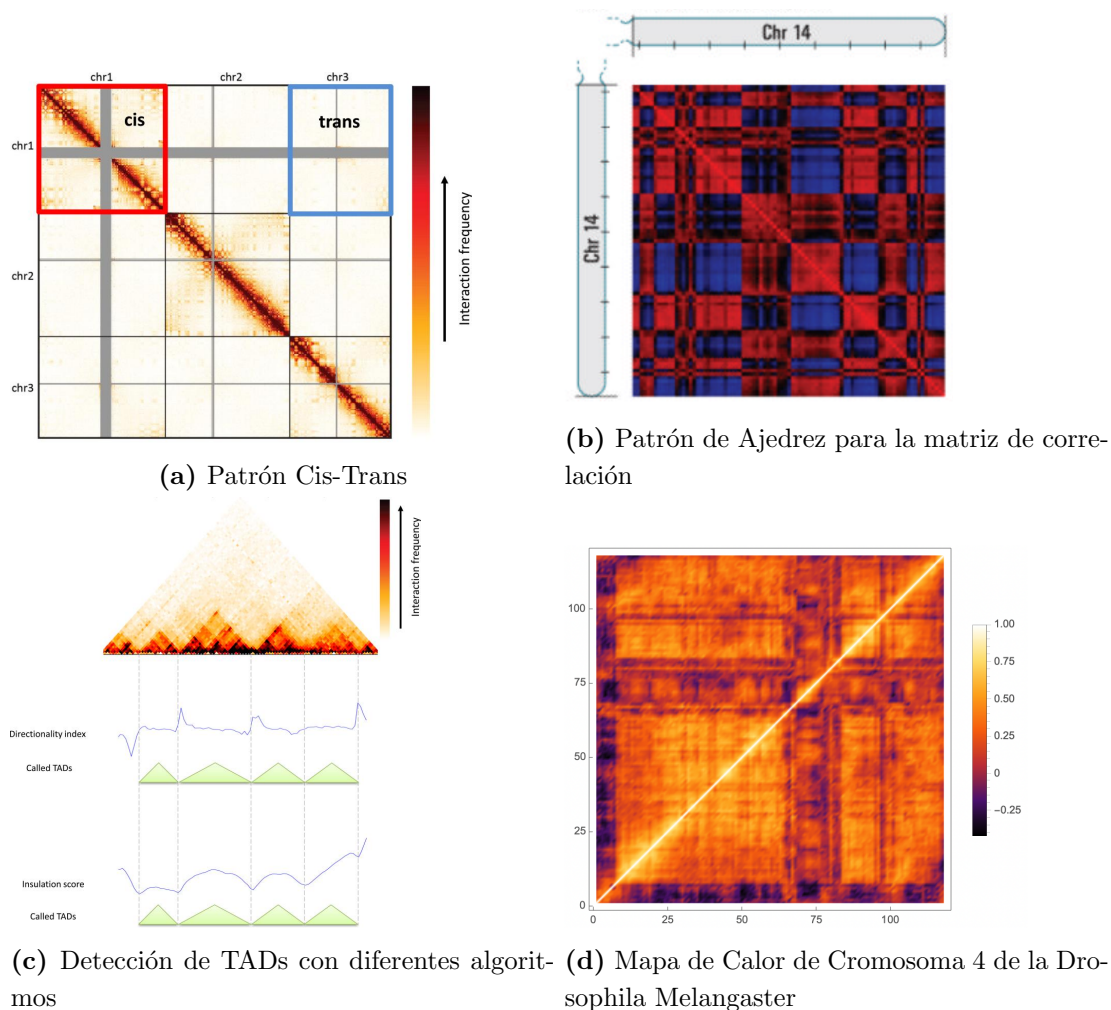 chr1 chr2 chr3
cis
trans
chr1
chr2
chr3
Interaction frequency
(a) Patrón Cis-Trans
Chr 14
Chr 14
(b) Patrón de Ajedrez para la matriz de corre-
lación
Interaction frequency
Directionality index
Called TADs
Insulation score
Called TADs
(c) Detección de TADs con diferentes algorit-
mos
100
75
50
25
0
0 25 50 75 100
1.00
0.75
0.50
0.25
0
−0.25
(d) Mapa de Calor de Cromosoma 4 de la Dro-
sophila Melangaster